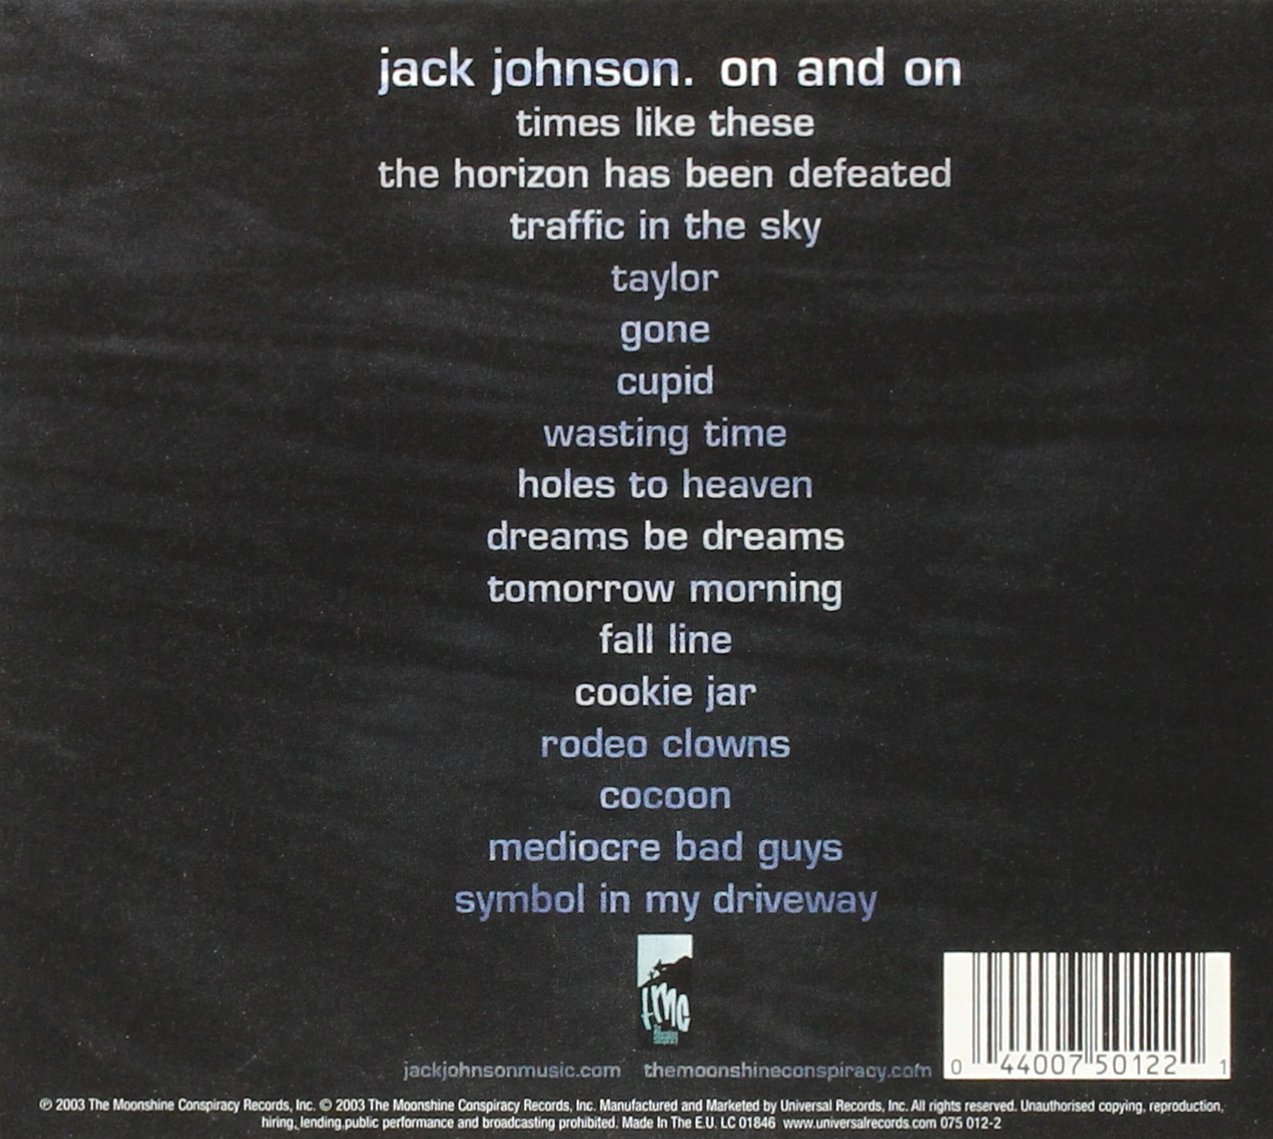 jack johnson. on and on
times like these
the horizon has been defeated
traffic in the sky
taylor
gone
cupid
wasting time
holes to heaven
dreams be dreams
tomorrow morning
fall line
cookie jar
rodeo clowns
cocoon
mediocre bad guys
symbol in my driveway
tmc
jackjohnsonmusic.com themoonshineconspiracy.com
0 44007 50122 1
℗ 2003 The Moonshine Conspiracy Records, Inc. © 2003 The Moonshine Conspiracy Records, Inc. Manufactured and Marketed by Universal Records, Inc. All rights reserved. Unauthorised copying, reproduction,
hiring, lending, public performance and broadcasting prohibited. Made In The E.U. LC 01846 www.universalrecords.com 075 012-2